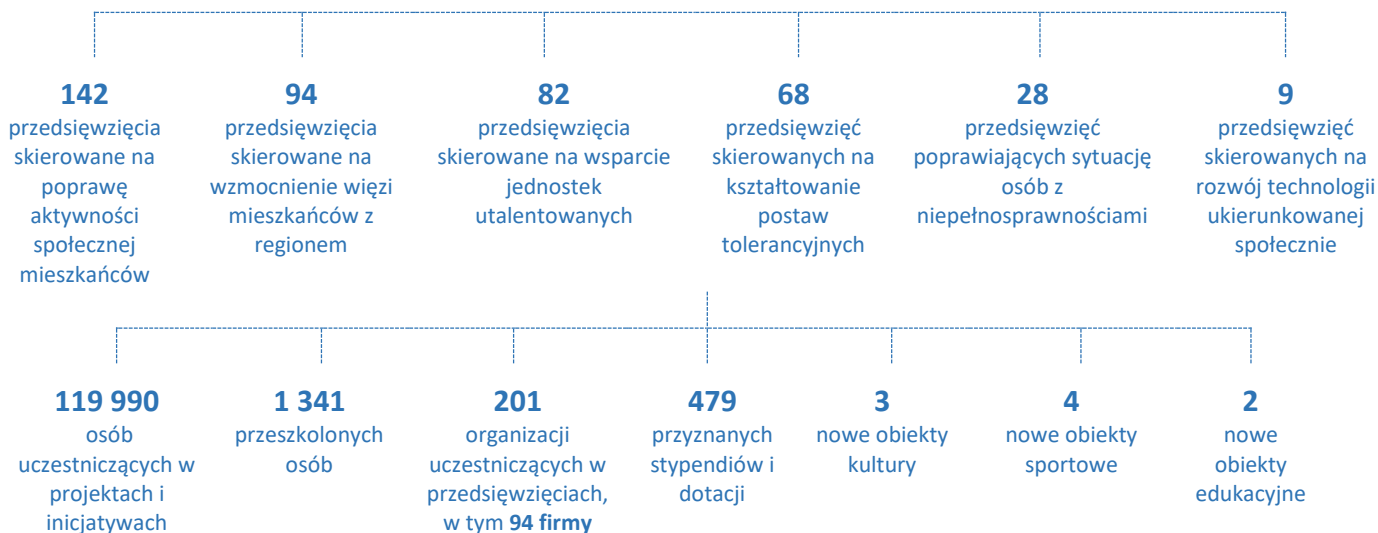 142
przedsięwzięcia
skierowane na
poprawę
aktywności
społecznej
mieszkańców
94
przedsięwzięcia
skierowane na
wzmocnienie więzi
mieszkańców z
regionem
82
przedsięwzięcia
skierowane na wsparcie
jednostek
utalentowanych
68
przedsięwzięć
skierowanych na
kształtowanie
postaw
tolerancyjnych
28
przedsięwzięć
poprawiających sytuację
osób z
niepełnosprawnościami
9
przedsięwzięć
skierowanych na
rozwój technologii
ukierunkowanej
społecznie
119 990
osób
uczestniczących w
projektach i
inicjatywach
1 341
przeszkolonych
osób
201
organizacji
uczestniczących w
przedsięwzięciach,
w tym 94 firmy
479
przyznanych
stypendiów i
dotacji
3
nowe obiekty
kultury
4
nowe obiekty
sportowe
2
nowe
obiekty
edukacyjne